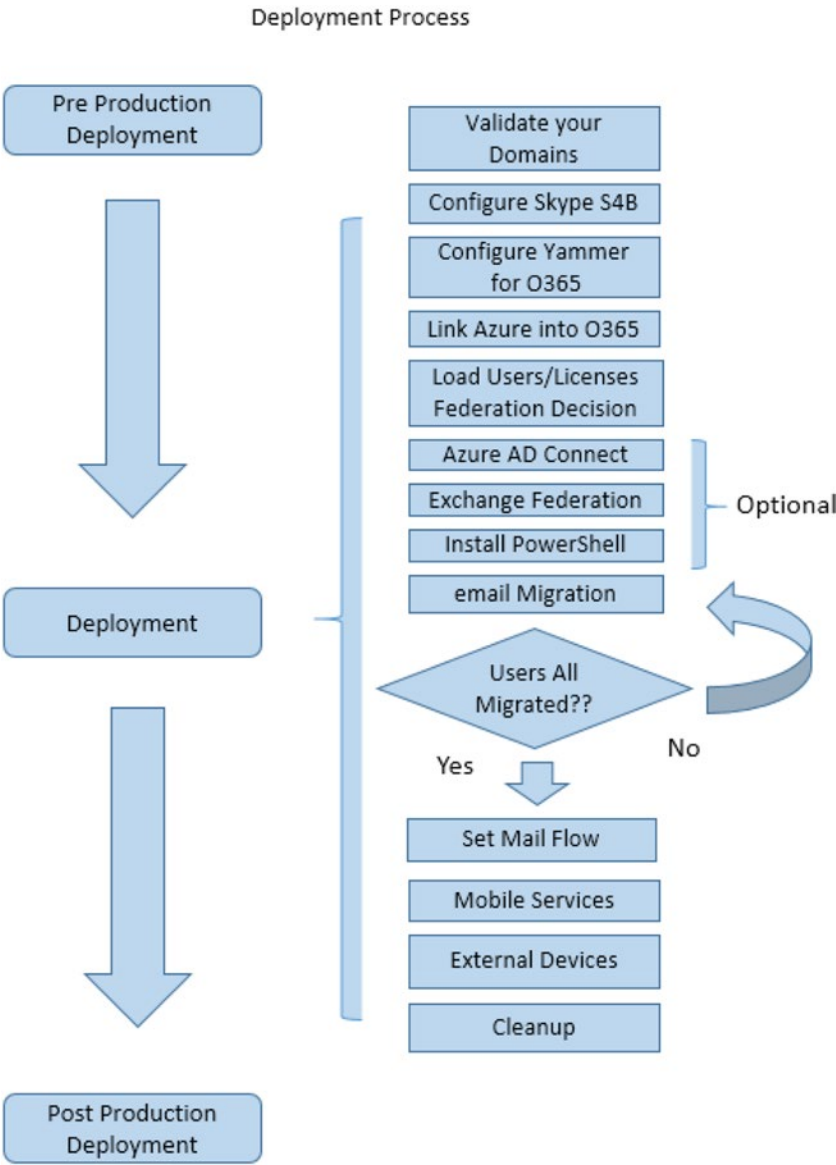 Deployment Process
Pre Production
Deployment
Validate your
Domains
Configure Skype S4B
Configure Yammer
for O365
Link Azure into O365
Load Users/Licenses
Federation Decision
Azure AD Connect
Exchange Federation
Install PowerShell
Optional
email Migration
Deployment
Users All
Migrated??
No
Yes
Set Mail Flow
Mobile Services
External Devices
Cleanup
Post Production
Deployment